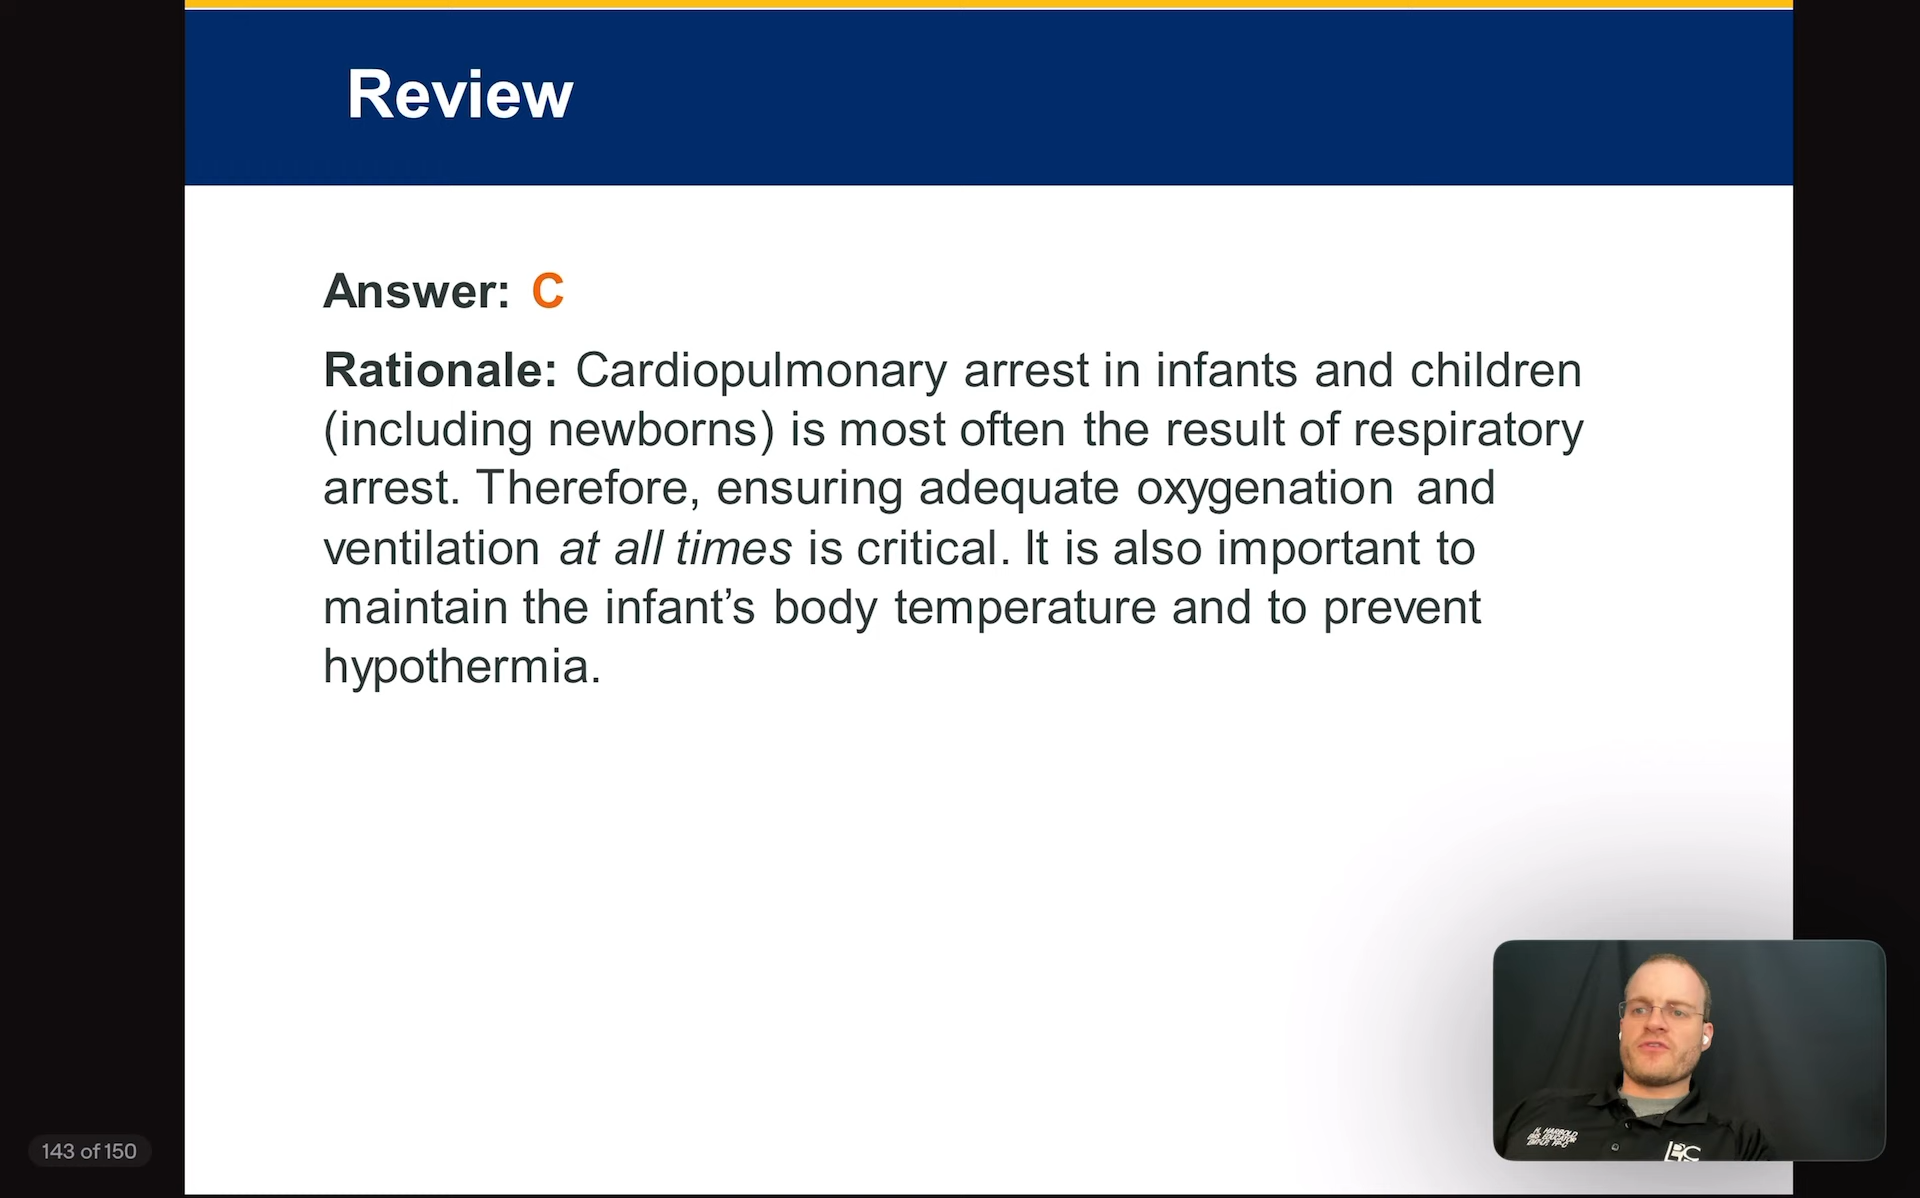 Review
Answer: C
Rationale: Cardiopulmonary arrest in infants and children
(including newborns) is most often the result of respiratory
arrest. Therefore, ensuring adequate oxygenation and
ventilation at all times is critical. It is also important to
maintain the infant’s body temperature and to prevent
hypothermia.
143 of 150